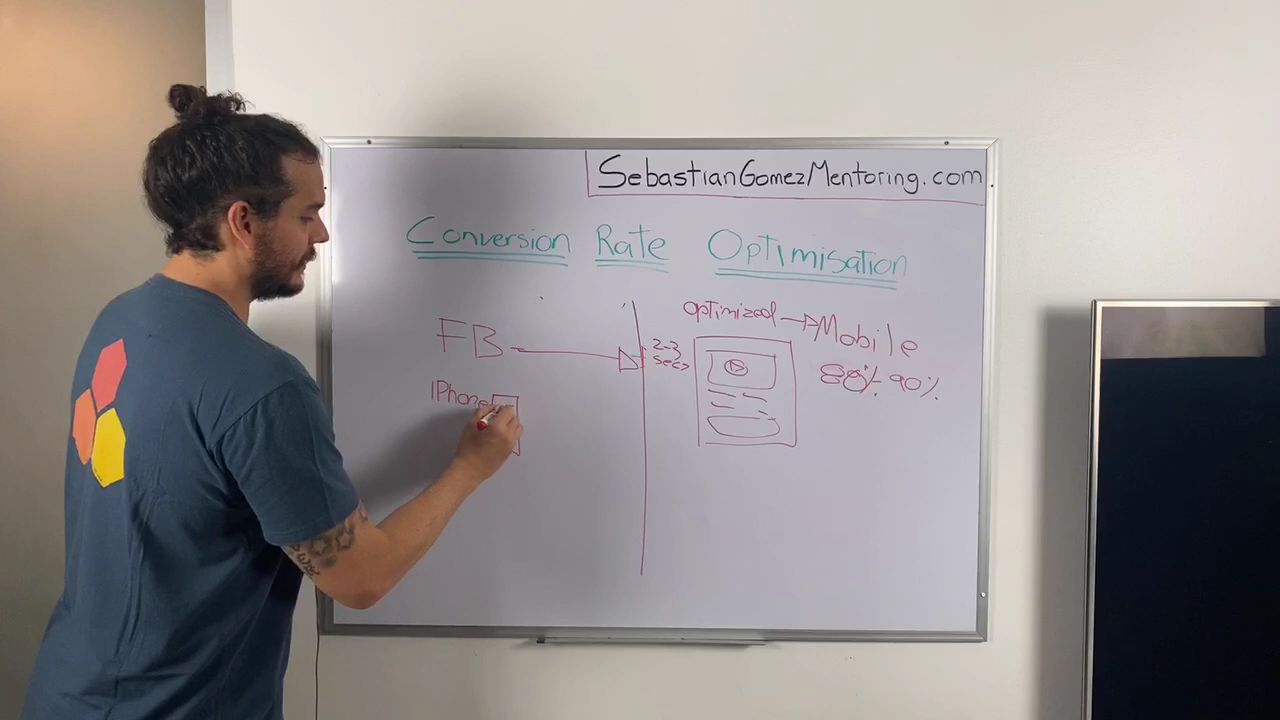 SebastianGomezMentoring.com
Conversion Rate Optimisation
optimized → Mobile
FB
2-3
Secs
80%-90%
IPhone